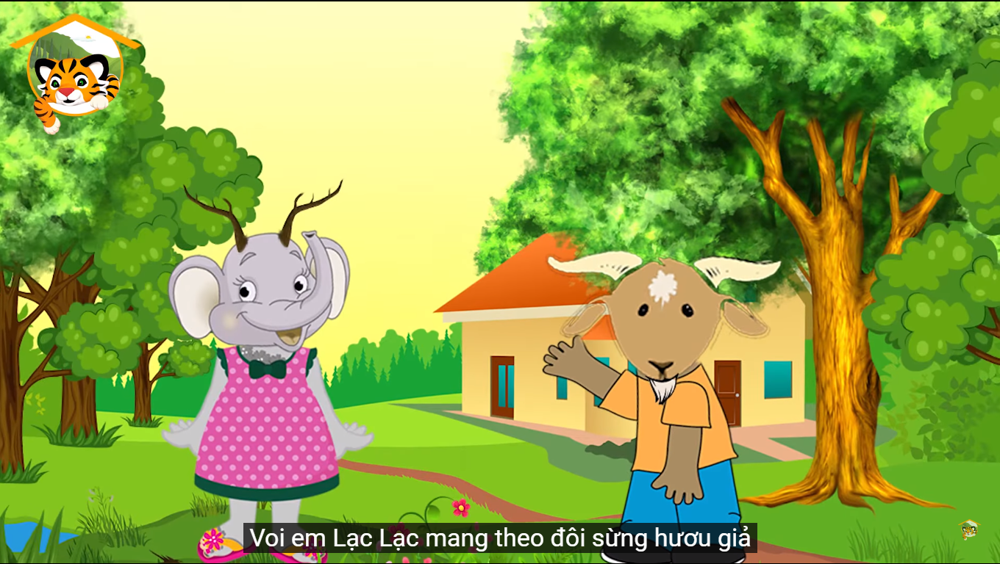 Voi em Lạc Lạc mang theo đôi sừng hươu giả